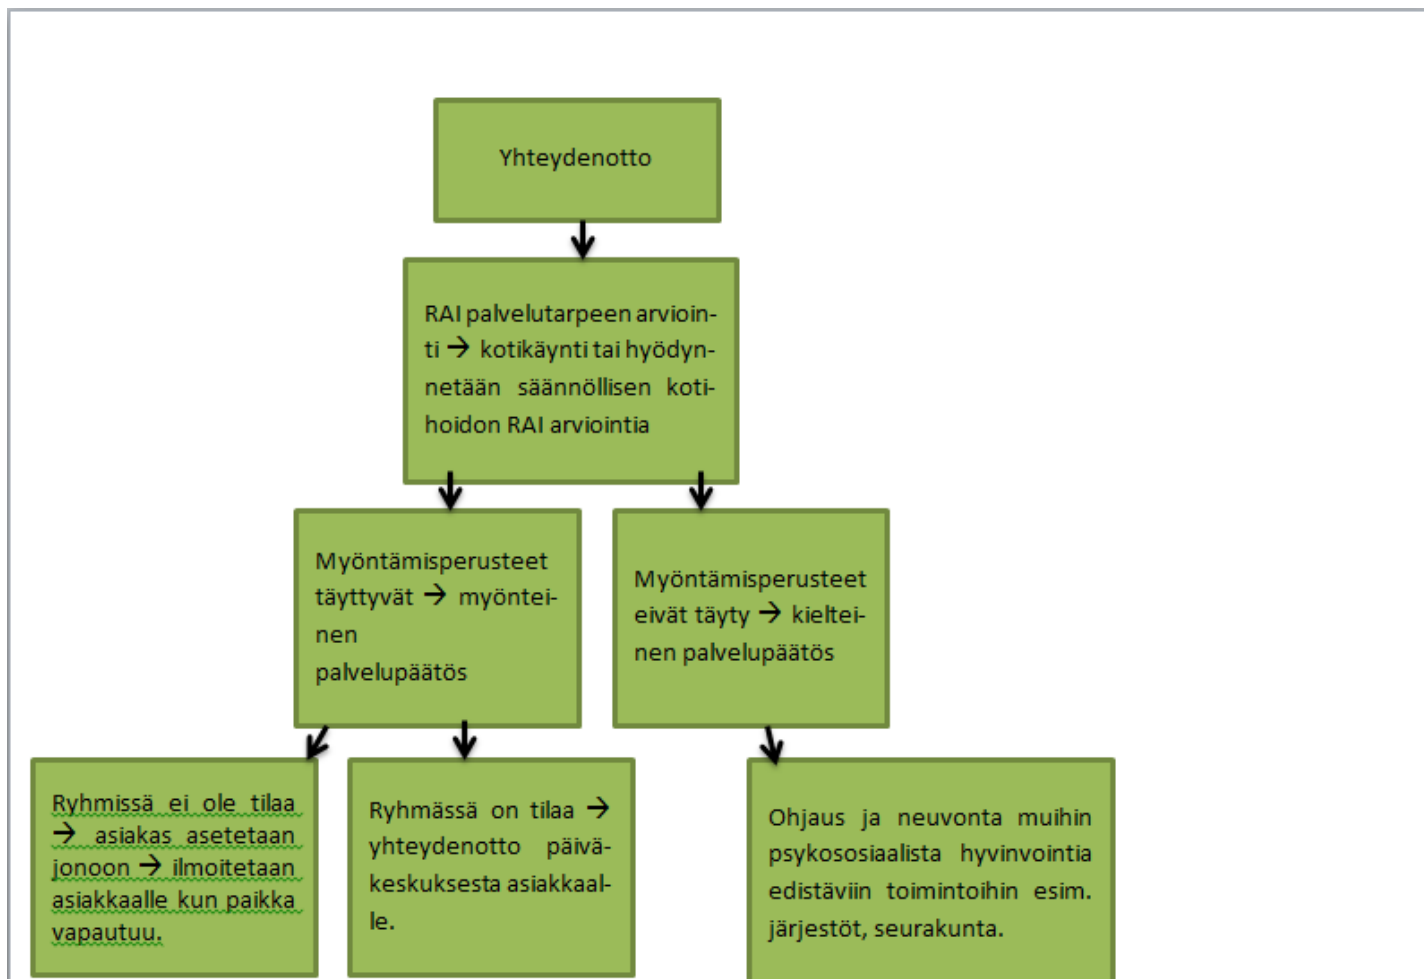 Yhteydenotto
RAI palvelutarpeen arvioin-
ti → kotikäynti tai hyödyn-
netään säännöllisen koti-
hoidon RAI arviointia
Myöntämisperusteet
täyttyvät → myöntei-
nen
palvelupäätös
Myöntämisperusteet
eivät täyty → kieltei-
nen palvelupäätös
Ryhmissä ei ole tilaa
→ asiakas asetetaan
jonoon → ilmoitetaan
asiakkaalle kun paikka
vapautuu.
Ryhmässä on tilaa →
yhteydenotto päivä-
keskuksesta asiakkaal-
le.
Ohjaus ja neuvonta muihin
psykososiaalista hyvinvointia
edistäviin toimintoihin esim.
järjestöt, seurakunta.